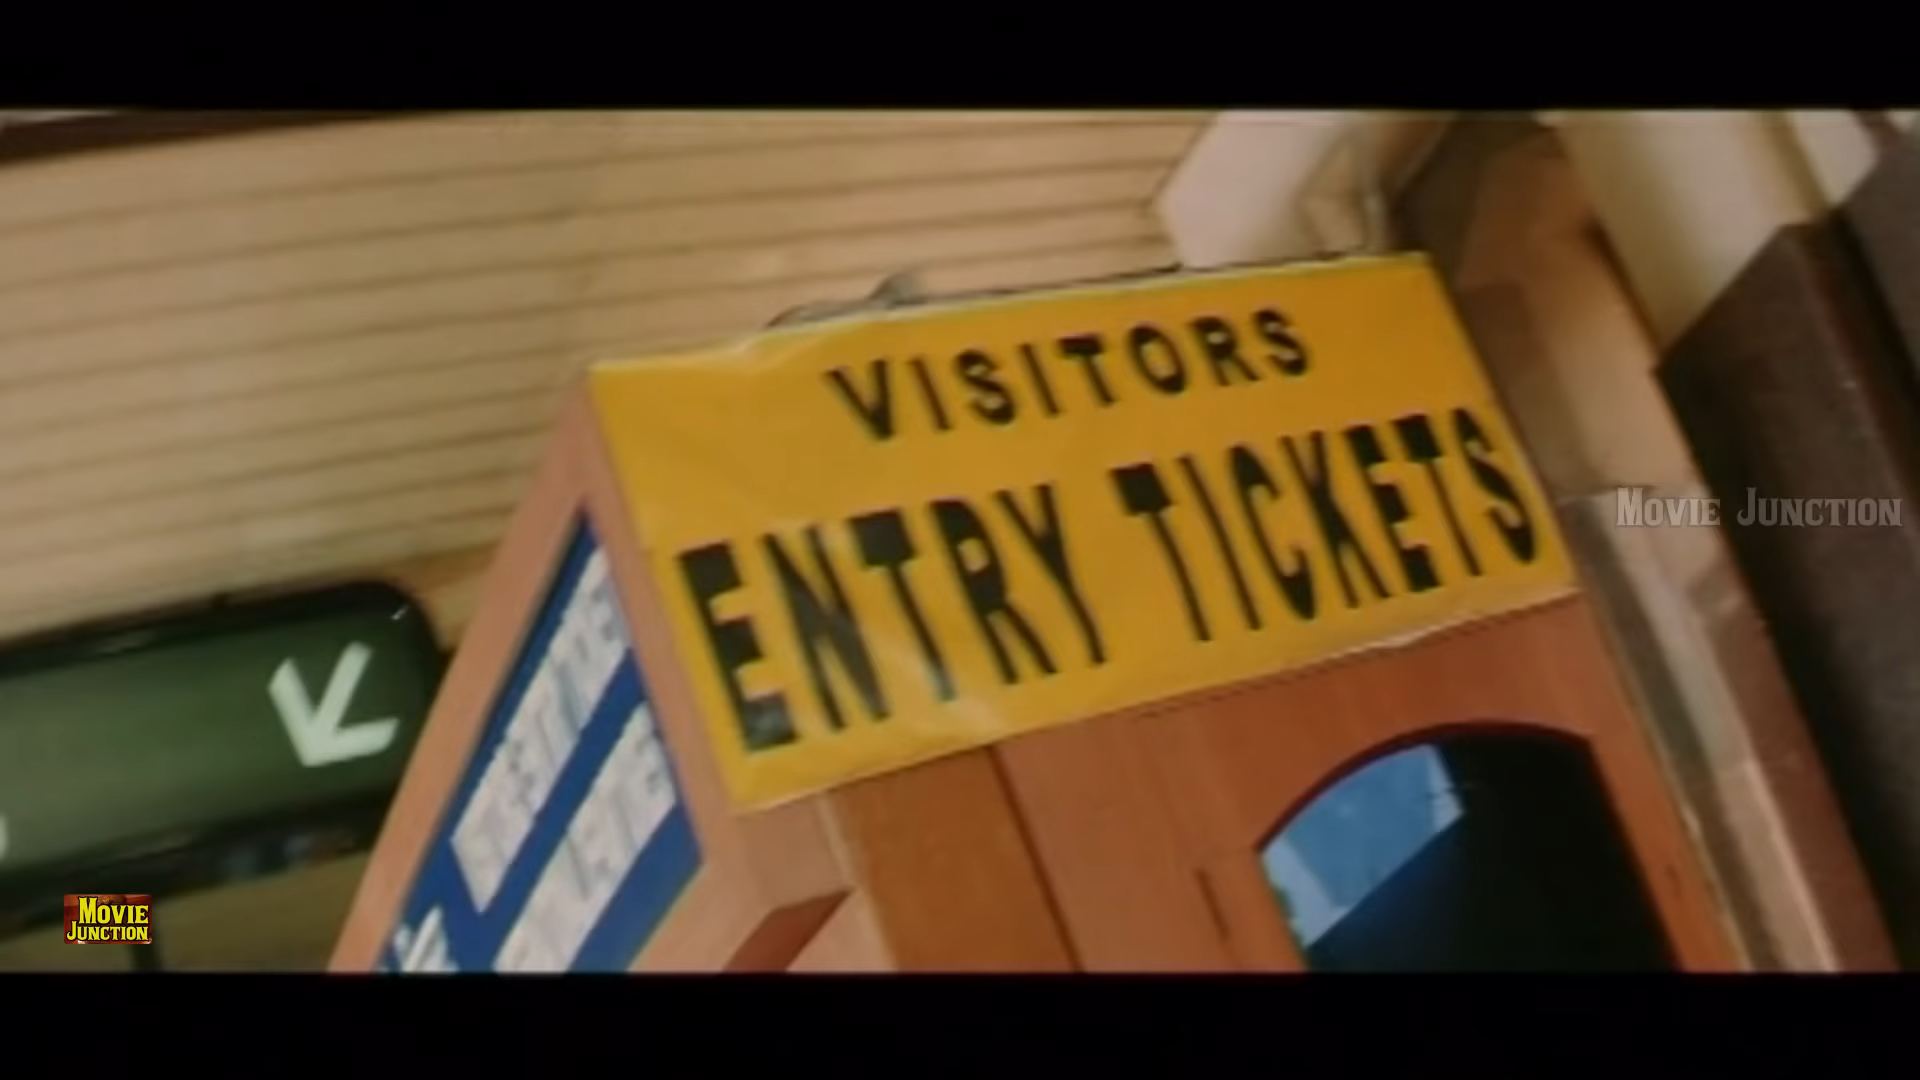 VISITORS
ENTRY TICKETS
MOVIE JUNCTION
MOVIE
JUNCTION